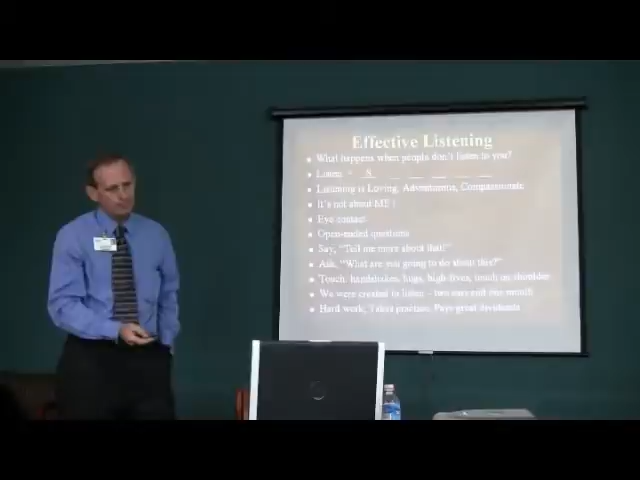 Effective Listening
• What happens when people don't listen to you?
• Listen = S _ _ _ _ _ _
• Listening is Loving, Adventurous, Compassionate
• It's not about ME !
• Eye contact
• Open-ended questions
• Say, "Tell me more about that!"
• Ask, "What are you going to do about this?"
• Touch, handshakes, hugs, high-fives, touch on shoulder
• We were created to listen – two ears and one mouth
• Hard work, Takes practice, Pays great dividends